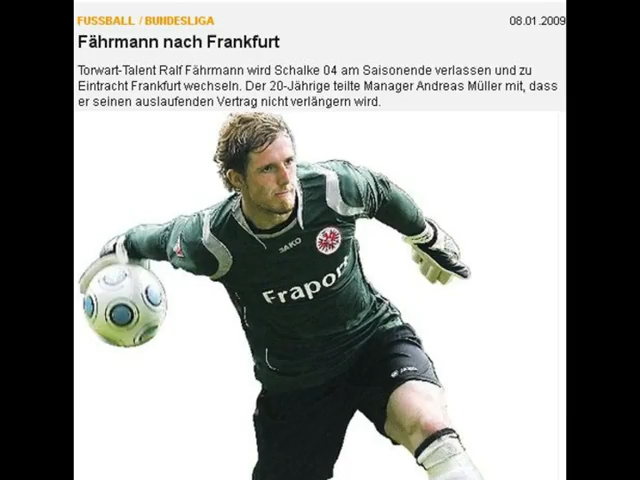 FUSSBALL / BUNDESLIGA 08.01.2009
Fährmann nach Frankfurt
Torwart-Talent Ralf Fährmann wird Schalke 04 am Saisonende verlassen und zu
Eintracht Frankfurt wechseln. Der 20-Jährige teilte Manager Andreas Müller mit, dass
er seinen auslaufenden Vertrag nicht verlängern wird.
JAKO
Fraport
JAKO